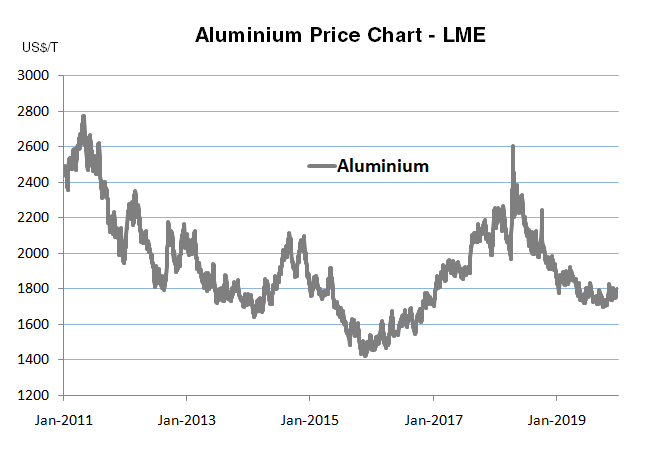 Aluminium Price Chart - LME
US$/T
3000
2800
2600
Aluminium
2400
2200
2000
1800
1600
1400
1200
Jan-2011 Jan-2013 Jan-2015 Jan-2017 Jan-2019